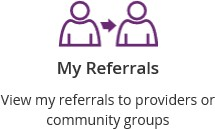 My Referrals
View my referrals to providers or
community groups